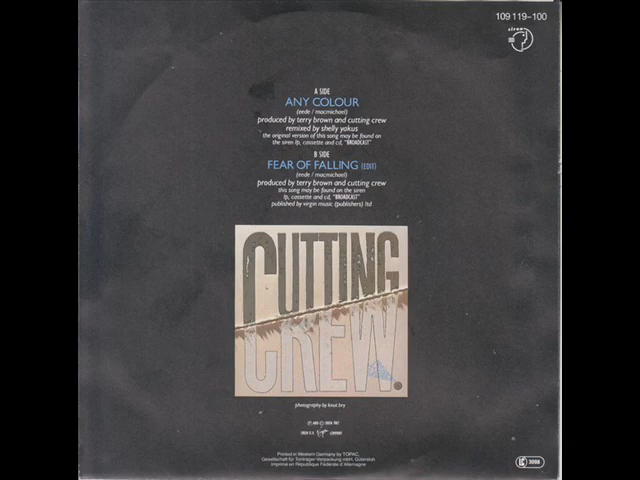 109 119-100
siren
A SIDE
ANY COLOUR
(eede / macmichael)
produced by terry brown and cutting crew
remixed by shelly yakus
the original version of this song may be found on
the siren lp, cassette and cd, "BROADCAST"
B SIDE
FEAR OF FALLING (EDIT)
(eede / macmichael)
produced by terry brown and cutting crew
this song may be found on the siren
lp, cassette and cd, "BROADCAST"
published by virgin music (publishers) ltd
CUTTING
CREW.
photography by knut bry
COMPANY
Printed in Western Germany by TOPAC,
Gesellschaft für Tonträger-Verpackung mbH, Gütersloh
Imprimé en République Fédérale d'Allemagne
LC 3098